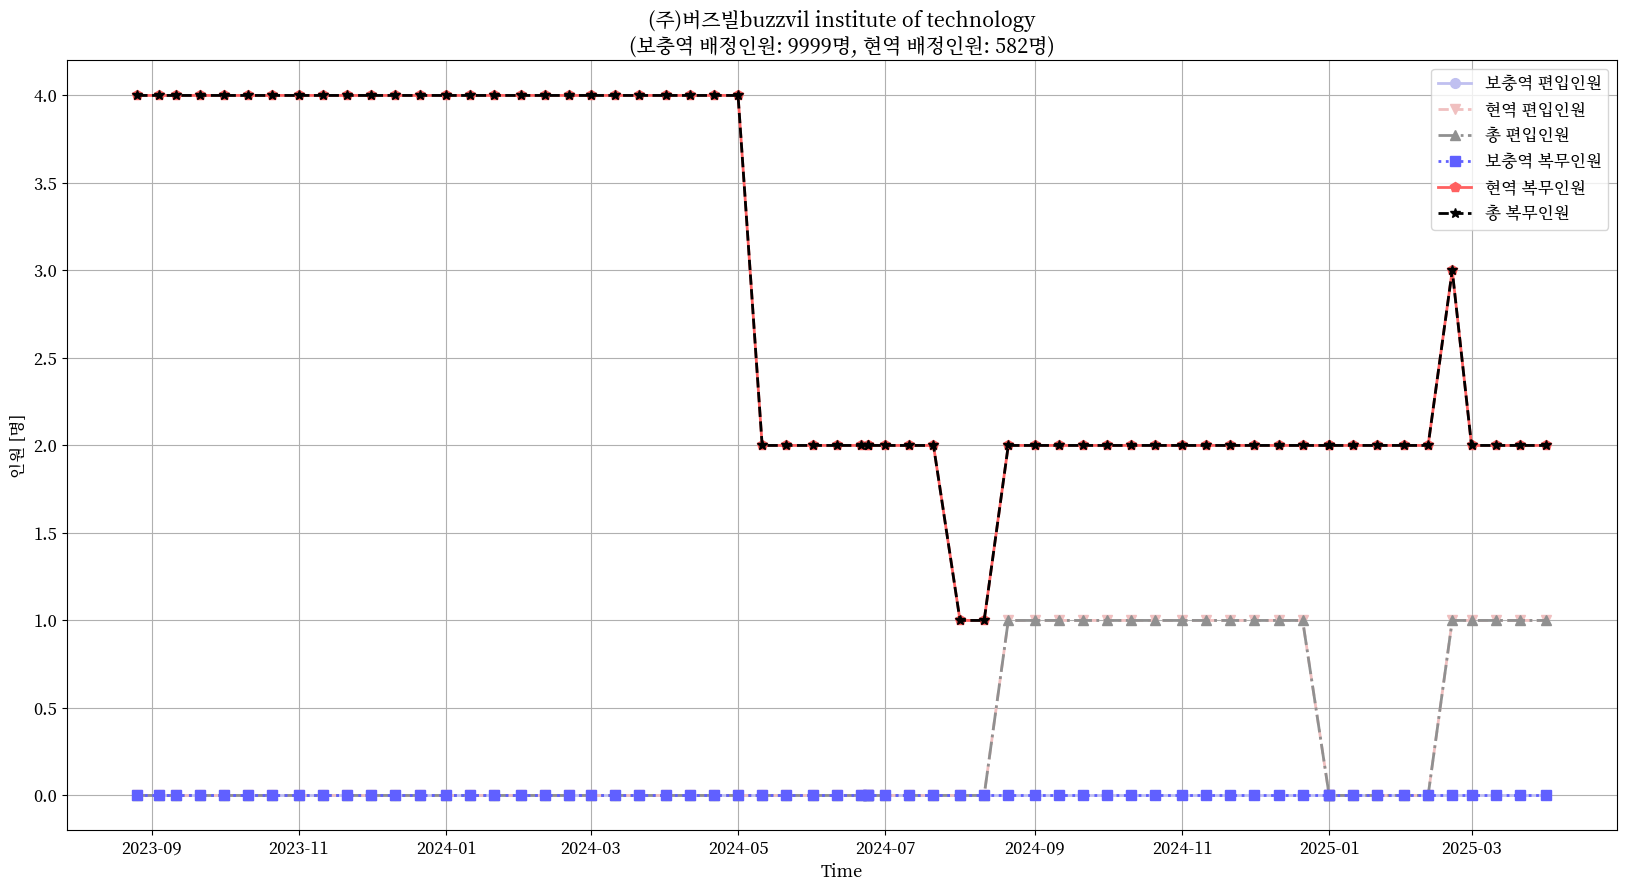 (주)버즈빌buzzvil institute of technology
(보충역 배정인원: 9999명, 현역 배정인원: 582명)
보충역 편입인원
현역 편입인원
총 편입인원
보충역 복무인원
현역 복무인원
총 복무인원
4.0
3.5
3.0
2.5
2.0
1.5
1.0
0.5
0.0
인원 [명]
2023-09 2023-11 2024-01 2024-03 2024-05 2024-07 2024-09 2024-11 2025-01 2025-03
Time